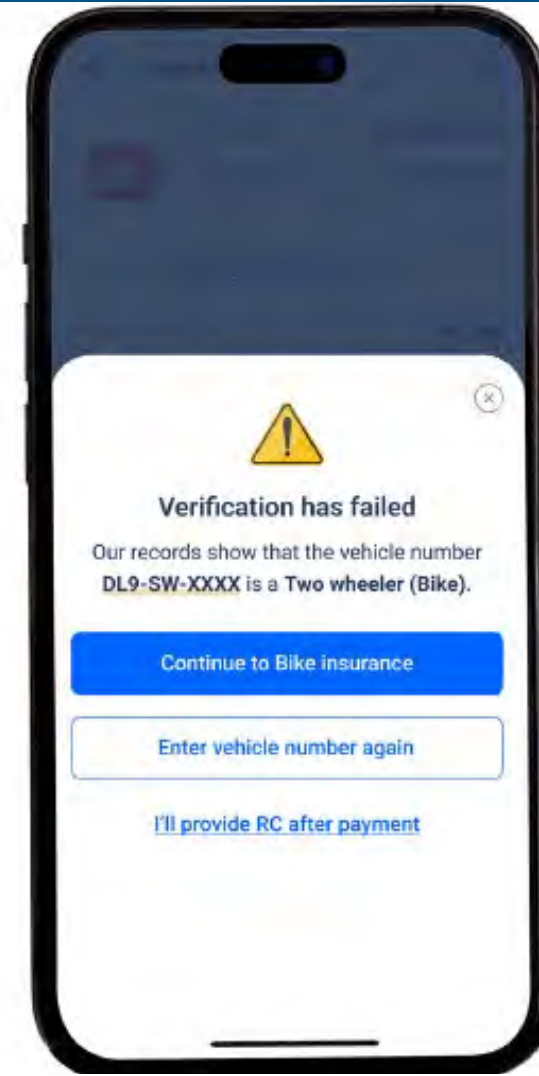 Verification has failed
Our records show that the vehicle number
DL9-SW-XXXX is a Two wheeler (Bike).
Continue to Bike insurance
Enter vehicle number again
I'll provide RC after payment